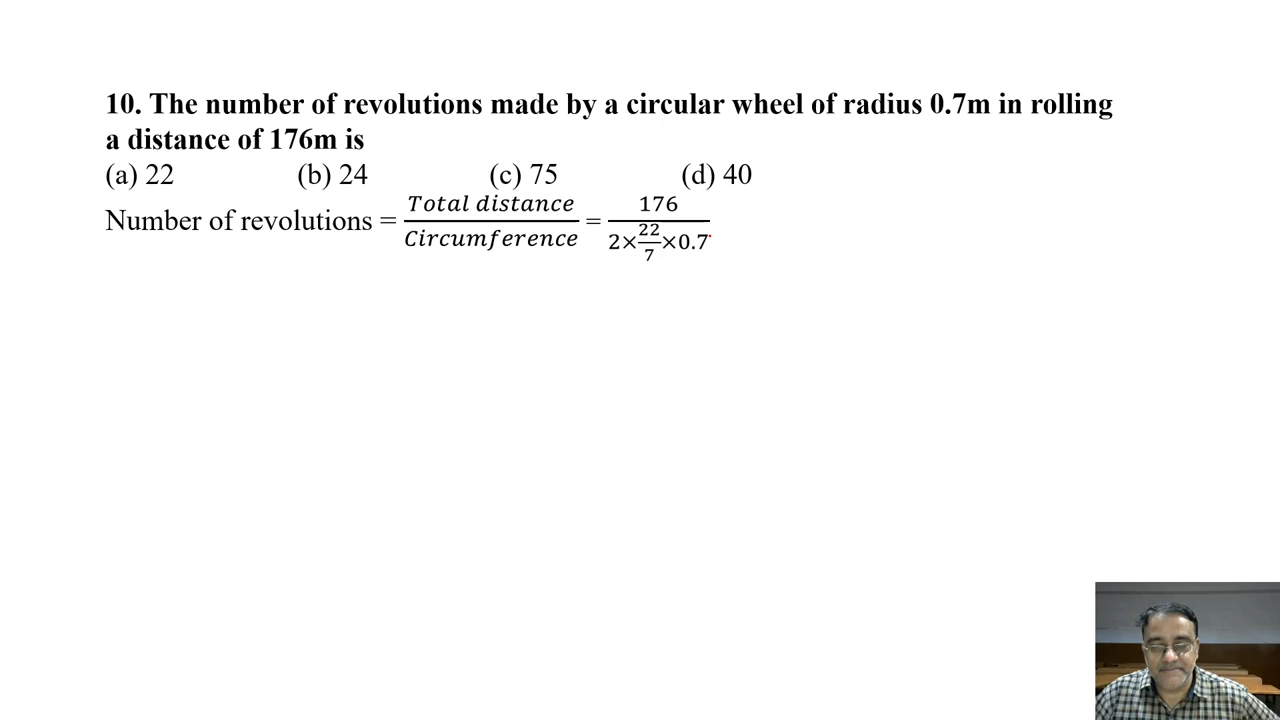 10. The number of revolutions made by a circular wheel of radius 0.7m in rolling
a distance of 176m is
(a) 22 (b) 24 (c) 75 (d) 40
Number of revolutions = Total distance / Circumference = 176 / 2×22/7×0.7